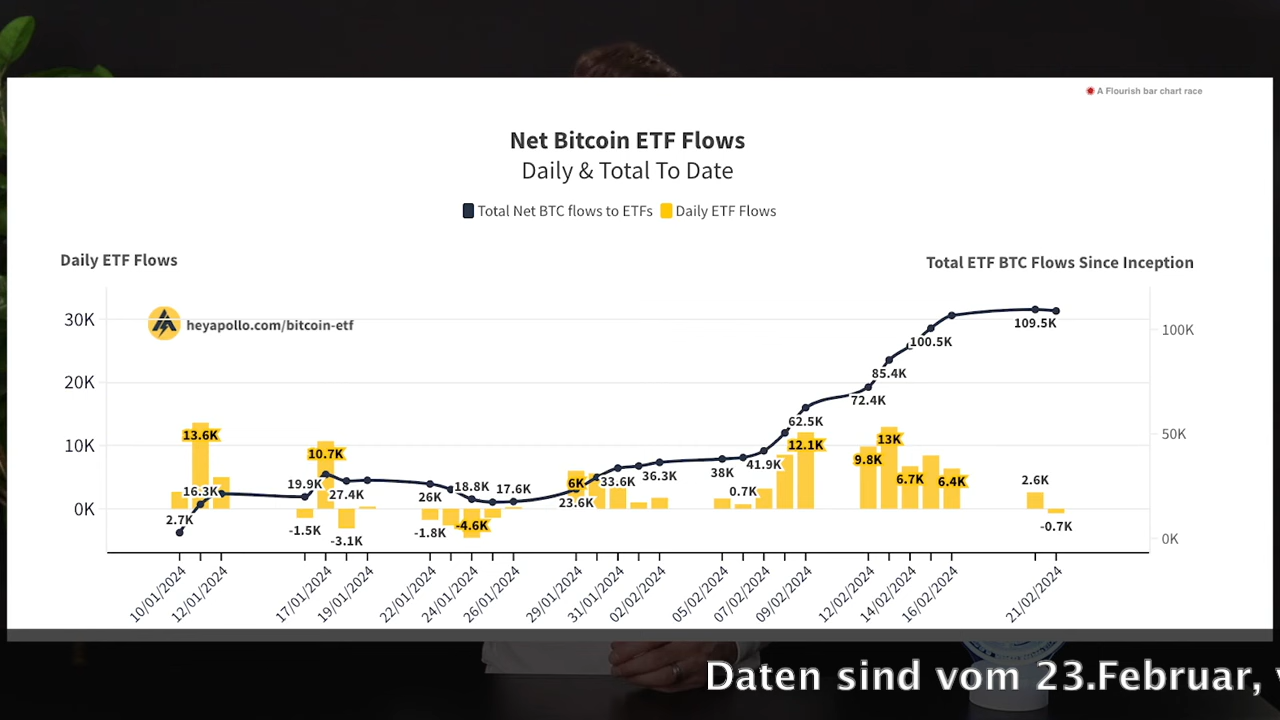 A Flourish bar chart race
Net Bitcoin ETF Flows
Daily & Total To Date
Total Net BTC flows to ETFs Daily ETF Flows
Daily ETF Flows
Total ETF BTC Flows Since Inception
heyapollo.com/bitcoin-etf
30K
20K
10K
0K
100K
50K
0K
2.7K
13.6K
16.3K
19.9K
10.7K
27.4K
-1.5K
-3.1K
26K
-1.8K
18.8K
-4.6K
17.6K
6K
23.6K
33.6K
36.3K
38K
0.7K
41.9K
62.5K
12.1K
72.4K
9.8K
85.4K
13K
100.5K
6.7K
6.4K
109.5K
2.6K
-0.7K
10/01/2024
12/01/2024
17/01/2024
19/01/2024
22/01/2024
24/01/2024
26/01/2024
29/01/2024
31/01/2024
02/02/2024
05/02/2024
07/02/2024
09/02/2024
12/02/2024
14/02/2024
16/02/2024
21/02/2024
Daten sind vom 23.Februar,